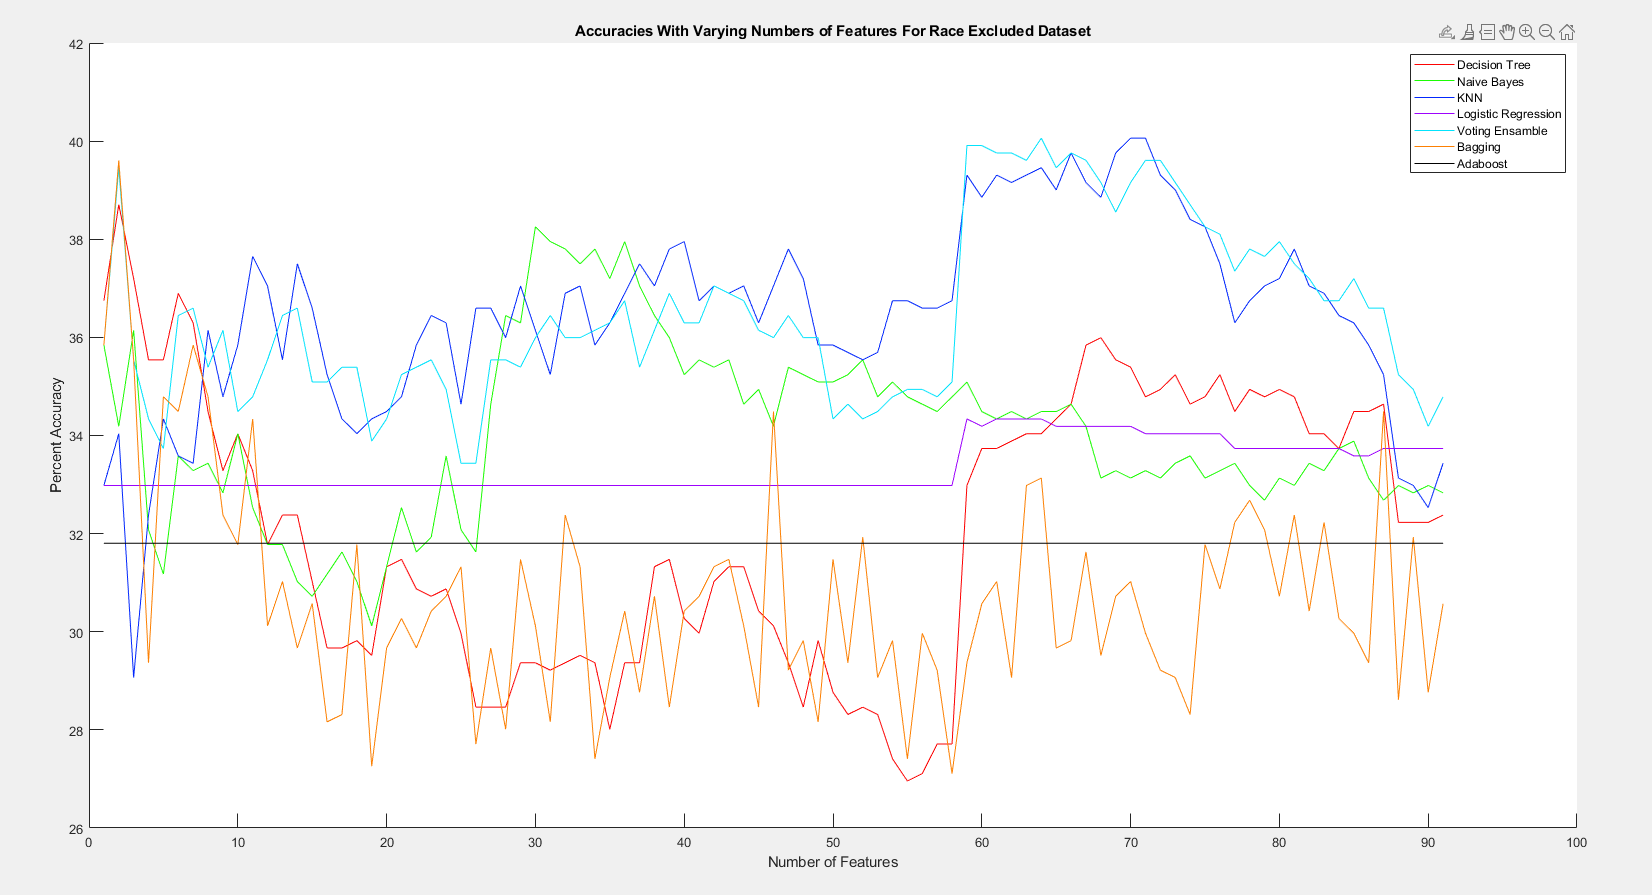 Accuracies With Varying Numbers of Features For Race Excluded Dataset
Decision Tree
Naive Bayes
KNN
Logistic Regression
Voting Ensamble
Bagging
Adaboost
Percent Accuracy
42
40
38
36
34
32
30
28
26
0 10 20 30 40 50 60 70 80 90 100
Number of Features